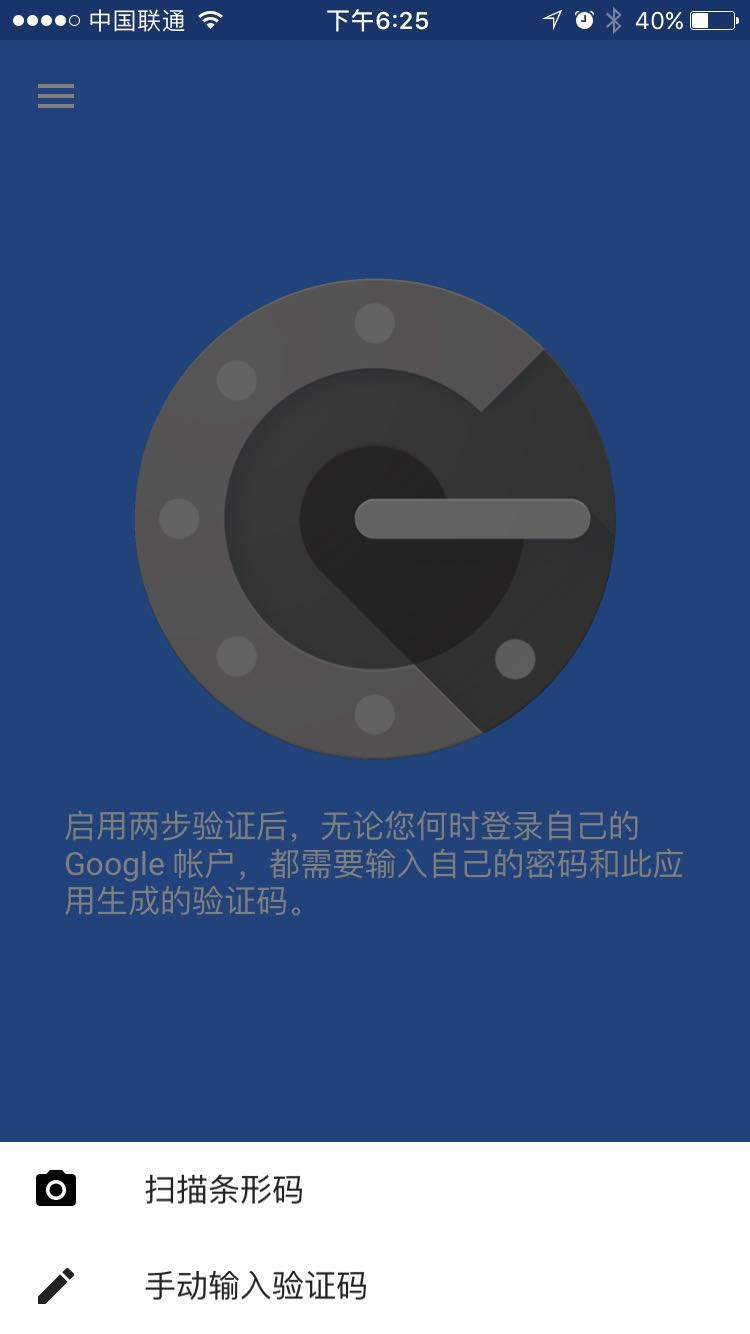 中国联通
下午6:25
40%
启用两步验证后，无论您何时登录自己的
Google 帐户，都需要输入自己的密码和此应
用生成的验证码。
扫描条形码
手动输入验证码